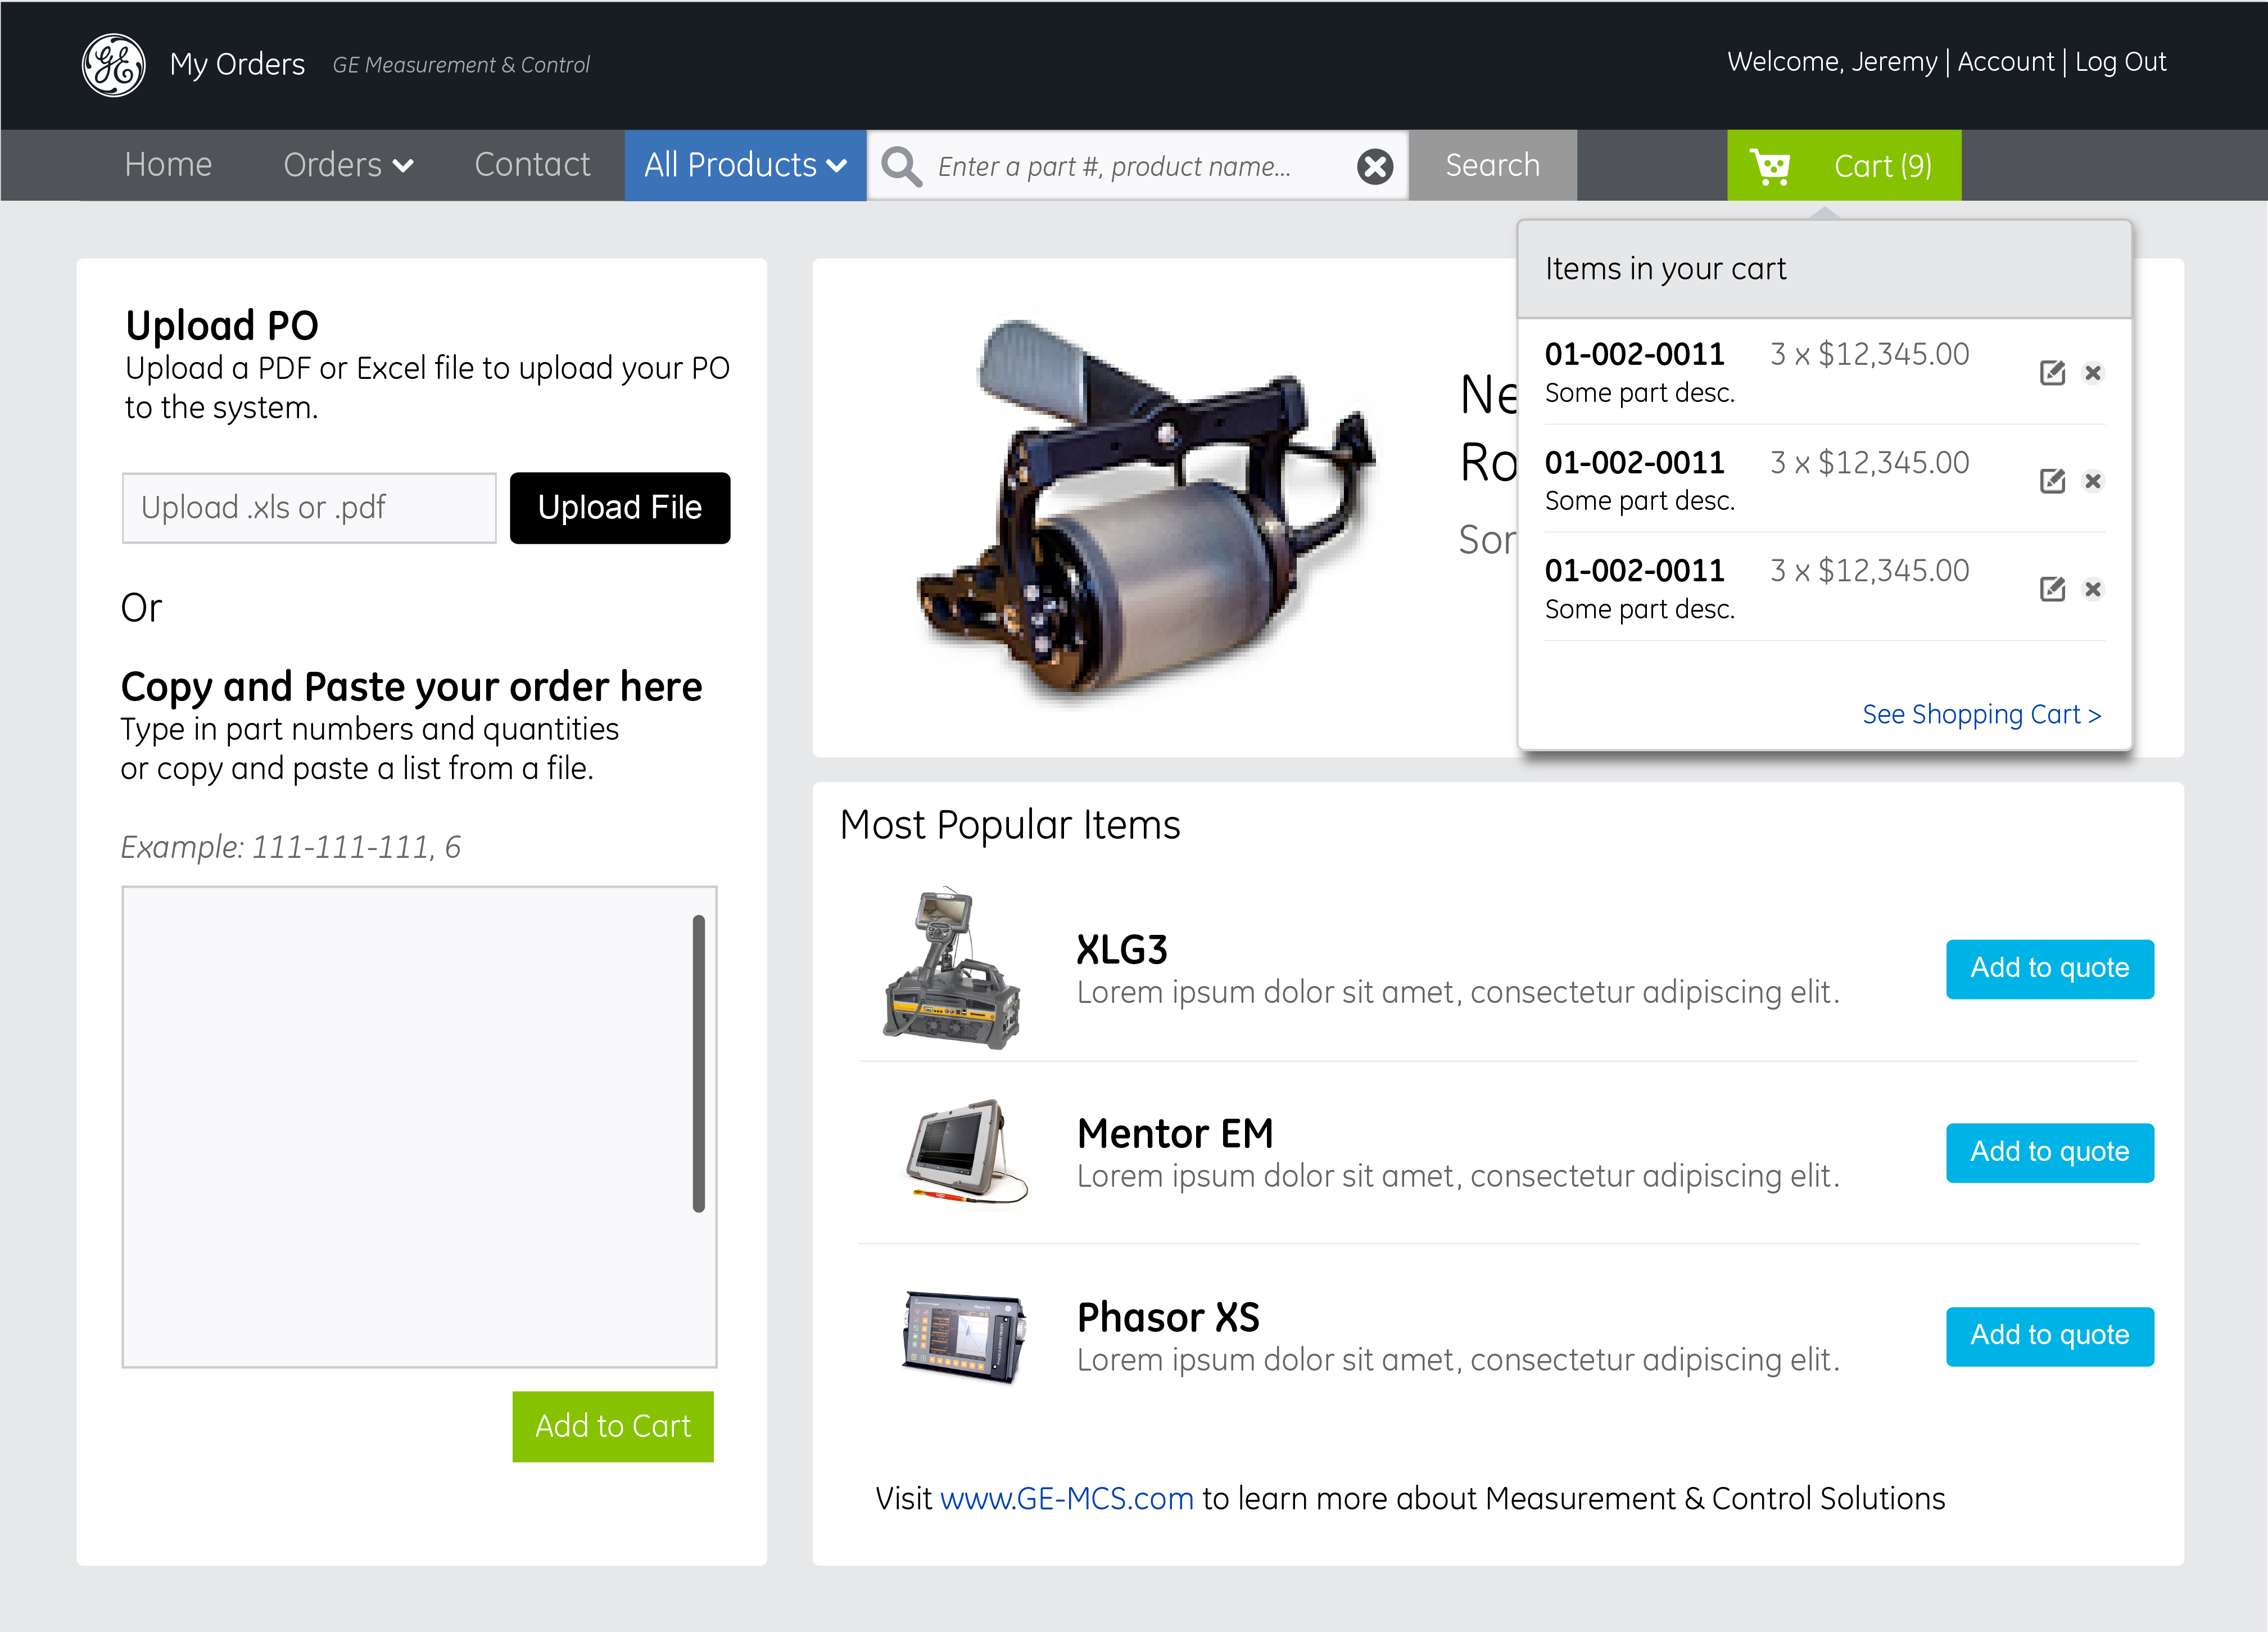 GE
My Orders
GE Measurement & Control
Welcome, Jeremy | Account | Log Out
Home
Orders
Contact
All Products
Enter a part #, product name...
Search
Cart (9)
Upload PO
Upload a PDF or Excel file to upload your PO
to the system.
Upload .xls or .pdf
Upload File
Or
Copy and Paste your order here
Type in part numbers and quantities
or copy and paste a list from a file.
Example: 111-111-111, 6
Add to Cart
Items in your cart
01-002-0011 3 x $12,345.00
Some part desc.
01-002-0011 3 x $12,345.00
Some part desc.
01-002-0011 3 x $12,345.00
Some part desc.
See Shopping Cart >
Most Popular Items
XLG3
Lorem ipsum dolor sit amet, consectetur adipiscing elit.
Add to quote
Mentor EM
Lorem ipsum dolor sit amet, consectetur adipiscing elit.
Add to quote
Phasor XS
Lorem ipsum dolor sit amet, consectetur adipiscing elit.
Add to quote
Visit www.GE-MCS.com to learn more about Measurement & Control Solutions